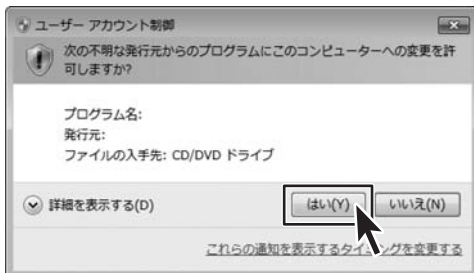 ユーザー アカウント制御
次の不明な発行元からのプログラムにこのコンピューターへの変更を許
可しますか?
プログラム名:
発行元:
ファイルの入手先: CD/DVD ドライブ
詳細を表示する(D)
はい(Y)
いいえ(N)
これらの通知を表示するタイミングを変更する